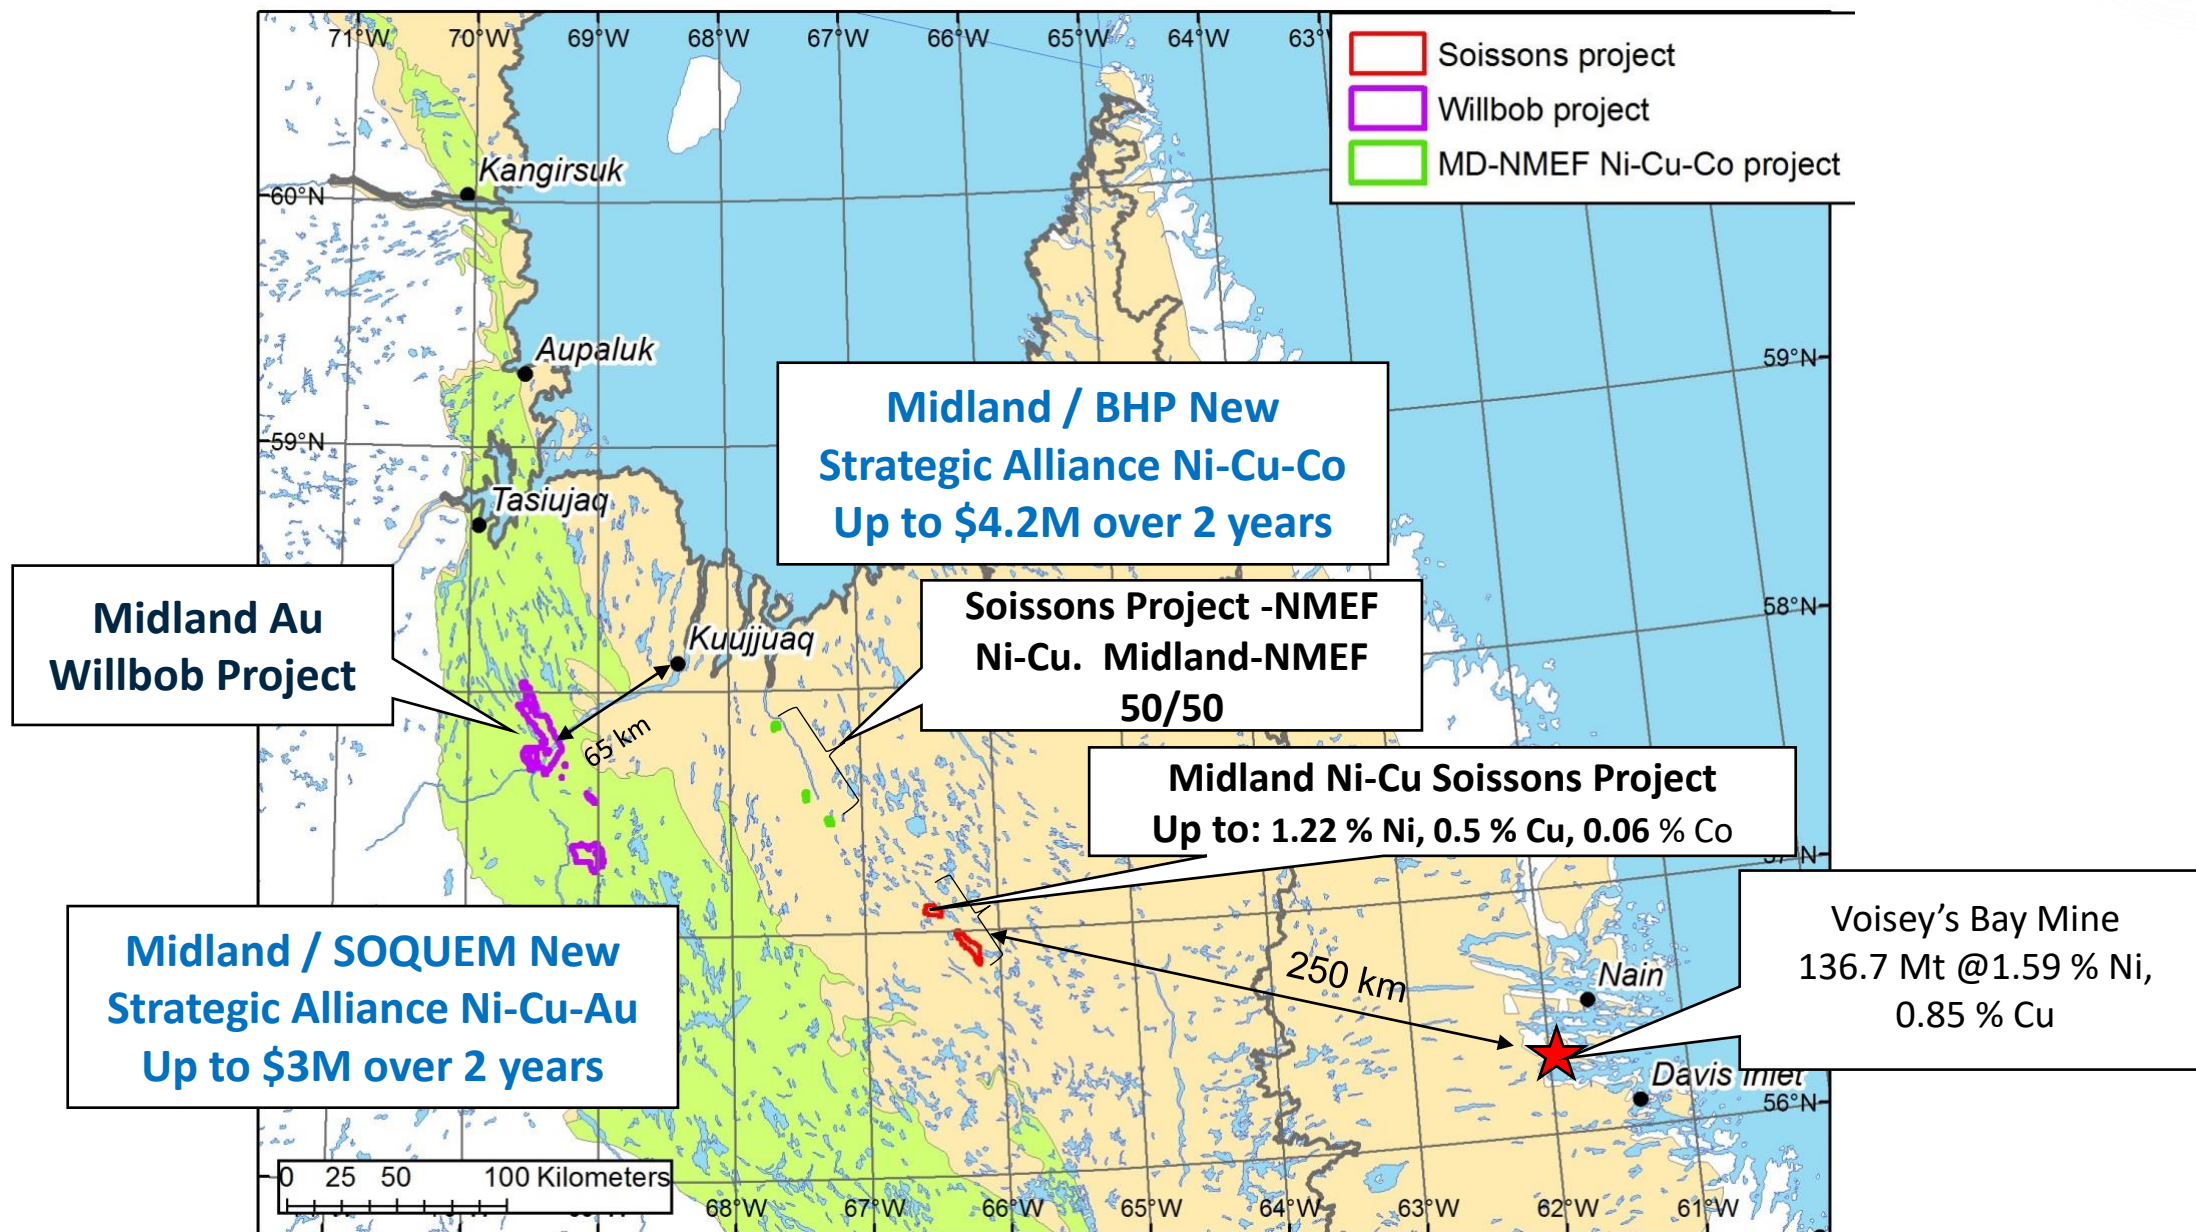 71°W 70°W 69°W 68°W 67°W 66°W 65°W 64°W 63°
Soissons project
Willbob project
MD-NMEF Ni-Cu-Co project
Kangirsuk
60°N
Aupaluk
59°N
59°N
Midland / BHP New
Strategic Alliance Ni-Cu-Co
Up to $4.2M over 2 years
Tasiujaq
Midland Au
Willbob Project
Soissons Project -NMEF
Ni-Cu. Midland-NMEF
50/50
58°N
Kuujjuaq
65 km
Midland Ni-Cu Soissons Project
Up to: 1.22 % Ni, 0.5 % Cu, 0.06 % Co
Midland / SOQUEM New
Strategic Alliance Ni-Cu-Au
Up to $3M over 2 years
Voisey’s Bay Mine
136.7 Mt @1.59 % Ni,
0.85 % Cu
250 km
Nain
Davis Inlet
56°N
0 25 50 100 Kilometers
68°W 67°W 66°W 65°W 64°W 63°W 62°W 61°W